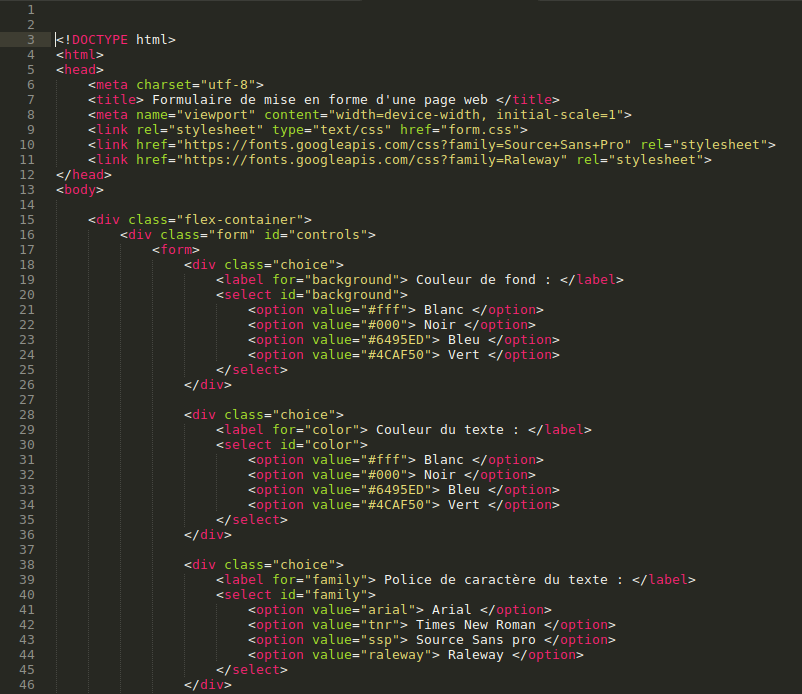 1
2
3 <!DOCTYPE html>
4 <html>
5 <head>
6     <meta charset="utf-8">
7     <title> Formulaire de mise en forme d'une page web </title>
8     <meta name="viewport" content="width=device-width, initial-scale=1">
9     <link rel="stylesheet" type="text/css" href="form.css">
10     <link href="https://fonts.googleapis.com/css?family=Source+Sans+Pro" rel="stylesheet">
11     <link href="https://fonts.googleapis.com/css?family=Raleway" rel="stylesheet">
12 </head>
13 <body>
14
15     <div class="flex-container">
16         <div class="form" id="controls">
17             <form>
18                 <div class="choice">
19                     <label for="background"> Couleur de fond : </label>
20                     <select id="background">
21                         <option value="#fff"> Blanc </option>
22                         <option value="#000"> Noir </option>
23                         <option value="#6495ED"> Bleu </option>
24                         <option value="#4CAF50"> Vert </option>
25                     </select>
26                 </div>
27
28                 <div class="choice">
29                     <label for="color"> Couleur du texte : </label>
30                     <select id="color">
31                         <option value="#fff"> Blanc </option>
32                         <option value="#000"> Noir </option>
33                         <option value="#6495ED"> Bleu </option>
34                         <option value="#4CAF50"> Vert </option>
35                     </select>
36                 </div>
37
38                 <div class="choice">
39                     <label for="family"> Police de caractère du texte : </label>
40                     <select id="family">
41                         <option value="arial"> Arial </option>
42                         <option value="tnr"> Times New Roman </option>
43                         <option value="ssp"> Source Sans pro </option>
44                         <option value="raleway"> Raleway </option>
45                     </select>
46                 </div>